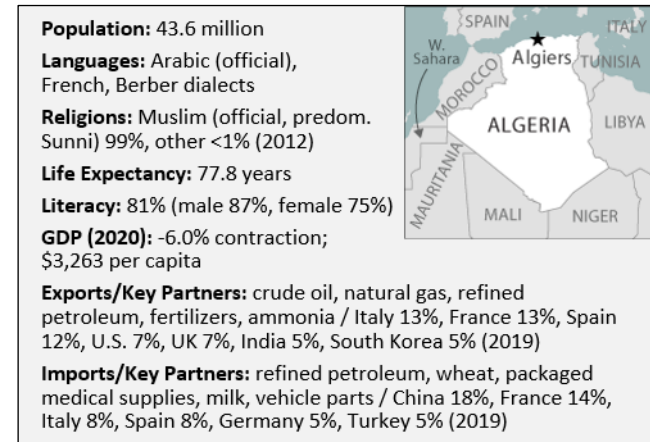 Population: 43.6 million
Languages: Arabic (official),
French, Berber dialects
Religions: Muslim (official, predom.
Sunni) 99%, other <1% (2012)
Life Expectancy: 77.8 years
Literacy: 81% (male 87%, female 75%)
GDP (2020): -6.0% contraction;
$3,263 per capita
Exports/Key Partners: crude oil, natural gas, refined
petroleum, fertilizers, ammonia / Italy 13%, France 13%, Spain
12%, U.S. 7%, UK 7%, India 5%, South Korea 5% (2019)
Imports/Key Partners: refined petroleum, wheat, packaged
medical supplies, milk, vehicle parts / China 18%, France 14%,
Italy 8%, Spain 8%, Germany 5%, Turkey 5% (2019)
SPAIN
ITALY
W.
Sahara
Algiers
TUNISIA
MOROCCO
ALGERIA
LIBYA
MAURITANIA
MALI
NIGER